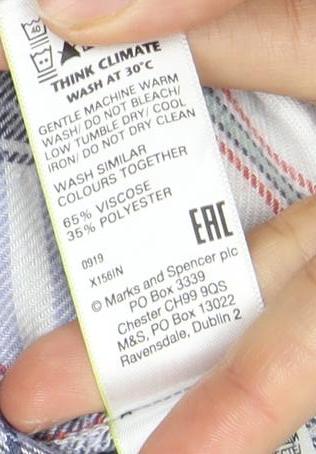 40
THINK CLIMATE
WASH AT 30°C
GENTLE MACHINE WARM
WASH/ DO NOT BLEACH/
LOW TUMBLE DRY/ COOL
IRON/ DO NOT DRY CLEAN
WASH SIMILAR
COLOURS TOGETHER
65% VISCOSE
35% POLYESTER
EAC
0919
X156IN
© Marks and Spencer plc
PO Box 3339
Chester CH99 9QS
M&S, PO Box 13022
Ravensdale, Dublin 2